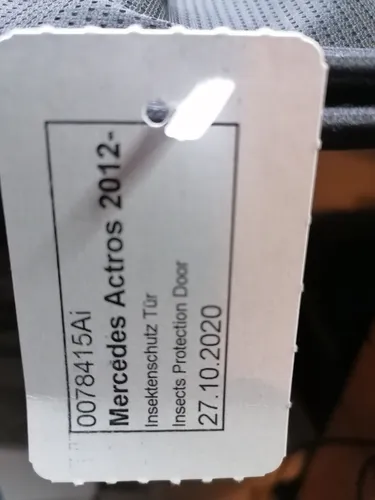 0078415Ai
Mercedes Actros 2012-
Insektenschutz Tür
Insects Protection Door
27.10.2020